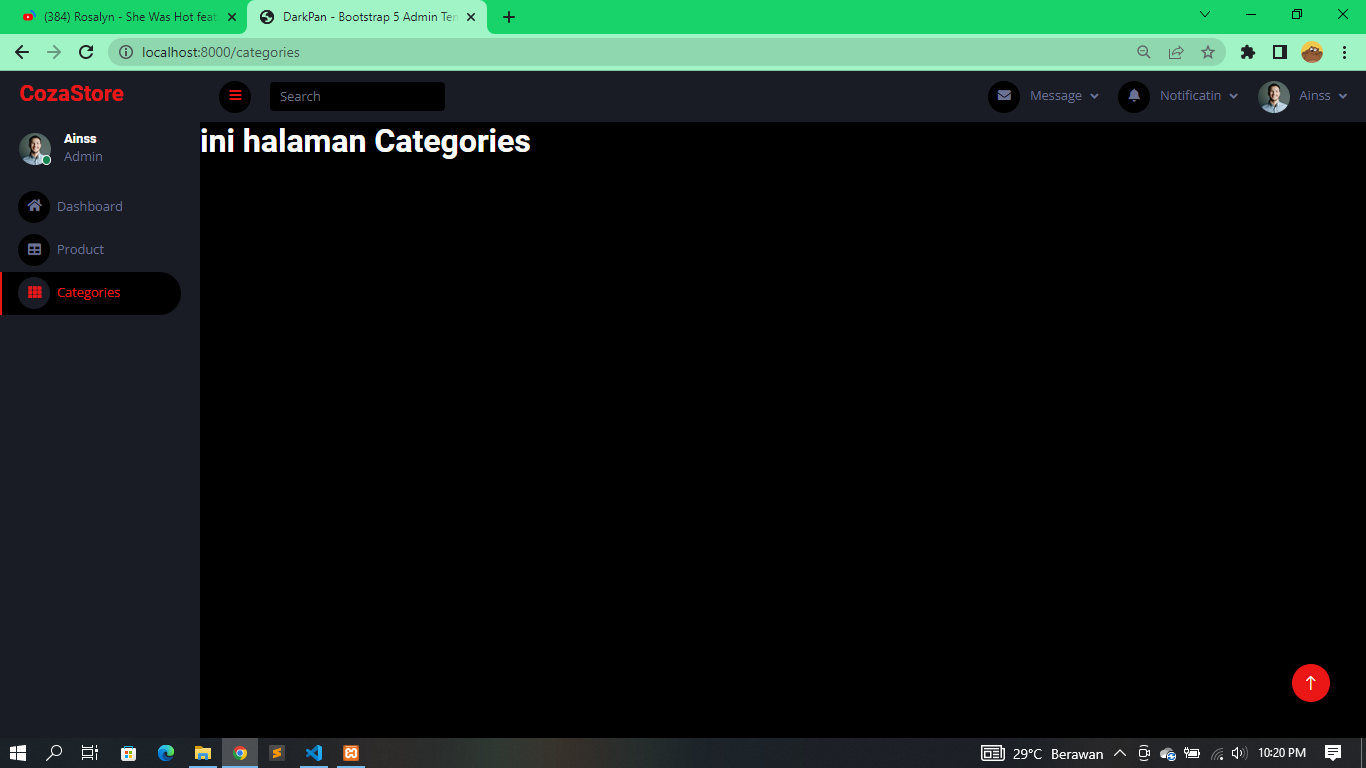 (384) Rosalyn - She Was Hot feat.
DarkPan - Bootstrap 5 Admin Tem
localhost:8000/categories
CozaStore
Search
Message
Notificatin
Ainss
Ainss
Admin
Dashboard
Product
Categories
ini halaman Categories
29°C Berawan
10:20 PM